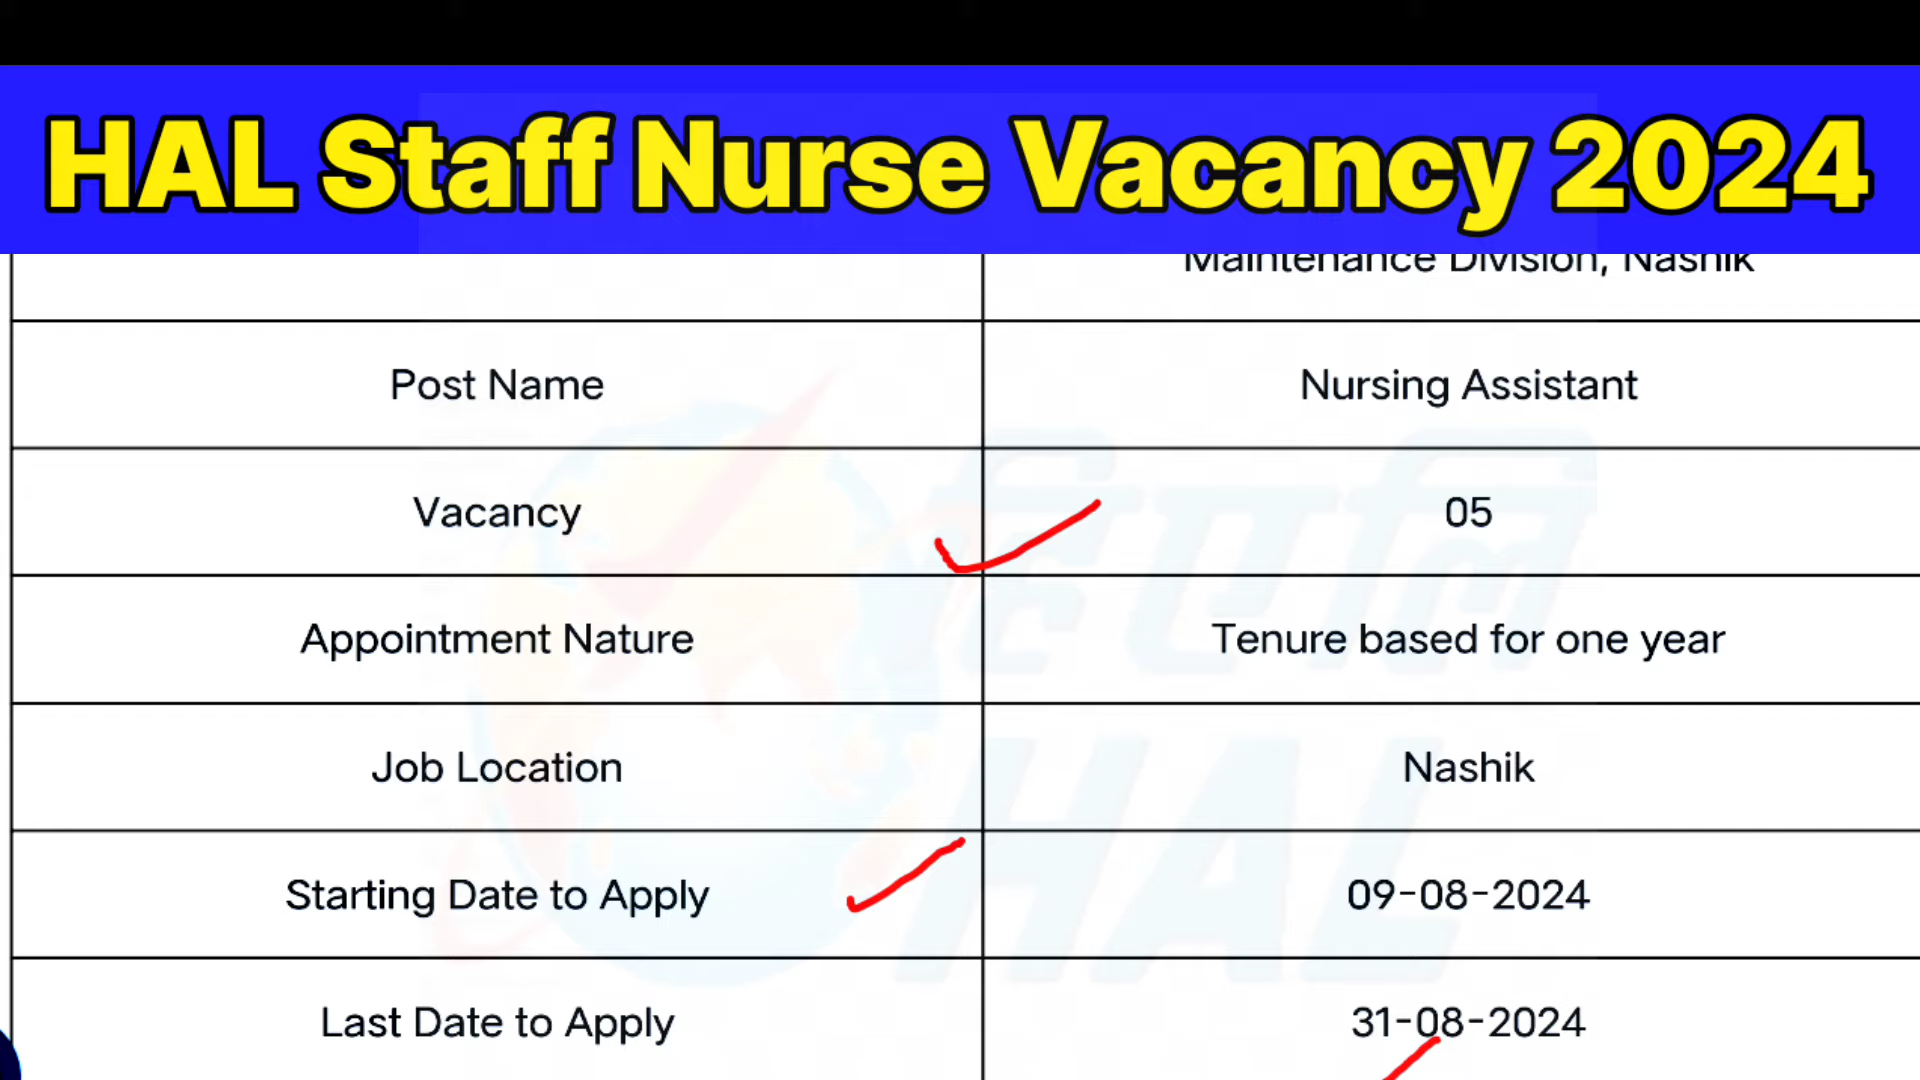 HAL Staff Nurse Vacancy 2024
Maintenance Division, Nashik
Post Name Nursing Assistant
Vacancy 05
Appointment Nature Tenure based for one year
Job Location Nashik
Starting Date to Apply 09-08-2024
Last Date to Apply 31-08-2024
एचएएल
HAL